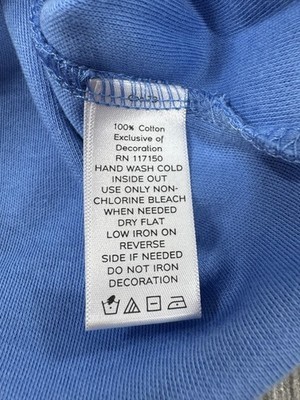 100% Cotton
Exclusive of
Decoration
RN 117150
HAND WASH COLD
INSIDE OUT
USE ONLY NON-
CHLORINE BLEACH
WHEN NEEDED
DRY FLAT
LOW IRON ON
REVERSE
SIDE IF NEEDED
DO NOT IRON
DECORATION